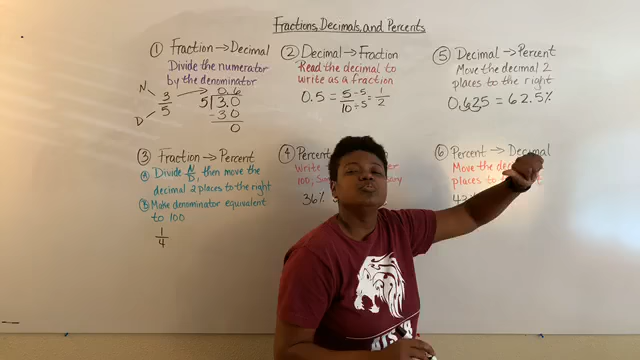 Fractions, Decimals, and Percents
① Fraction → Decimal
Divide the numerator
by the denominator
N
D
3/5
0.6
5 3.0
-30
0
② Decimal → Fraction
Read the decimal to
write as a fraction
0.5 = 5/10 ÷5/÷5 = 1/2
⑤ Decimal → Percent
Move the decimal 2
places to the right
0.625 = 62.5%
③ Fraction → Percent
ⓐ Divide N/D, then move the
decimal 2 places to the right
ⓑ Make denominator equivalent
to 100
1/4
④ Percent
Write
100,
36%
⑥ Percent → Decimal
Move the
places to